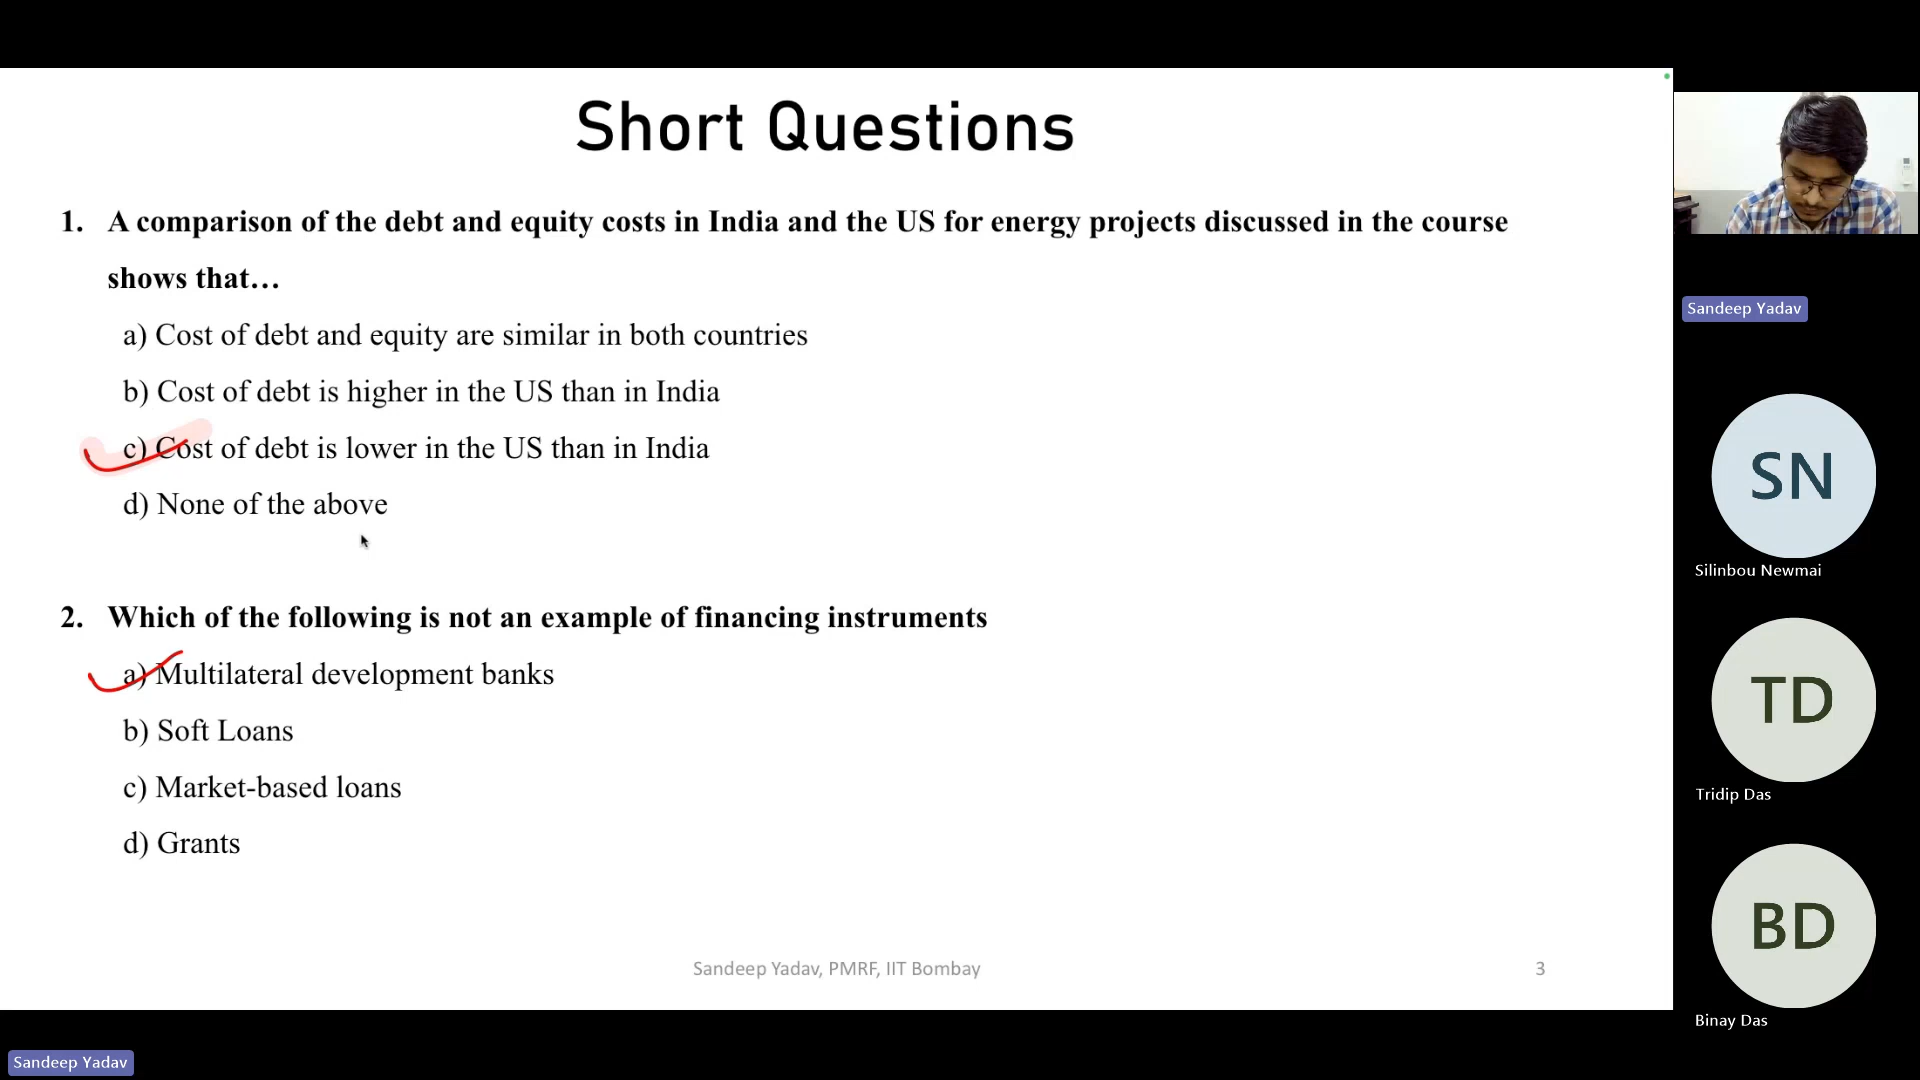 Short Questions
1. A comparison of the debt and equity costs in India and the US for energy projects discussed in the course
shows that…
a) Cost of debt and equity are similar in both countries
b) Cost of debt is higher in the US than in India
c) Cost of debt is lower in the US than in India
d) None of the above
2. Which of the following is not an example of financing instruments
a) Multilateral development banks
b) Soft Loans
c) Market-based loans
d) Grants
Sandeep Yadav, PMRF, IIT Bombay
3
Sandeep Yadav
SN
Silinbou Newmai
TD
Tridip Das
BD
Binay Das
Sandeep Yadav